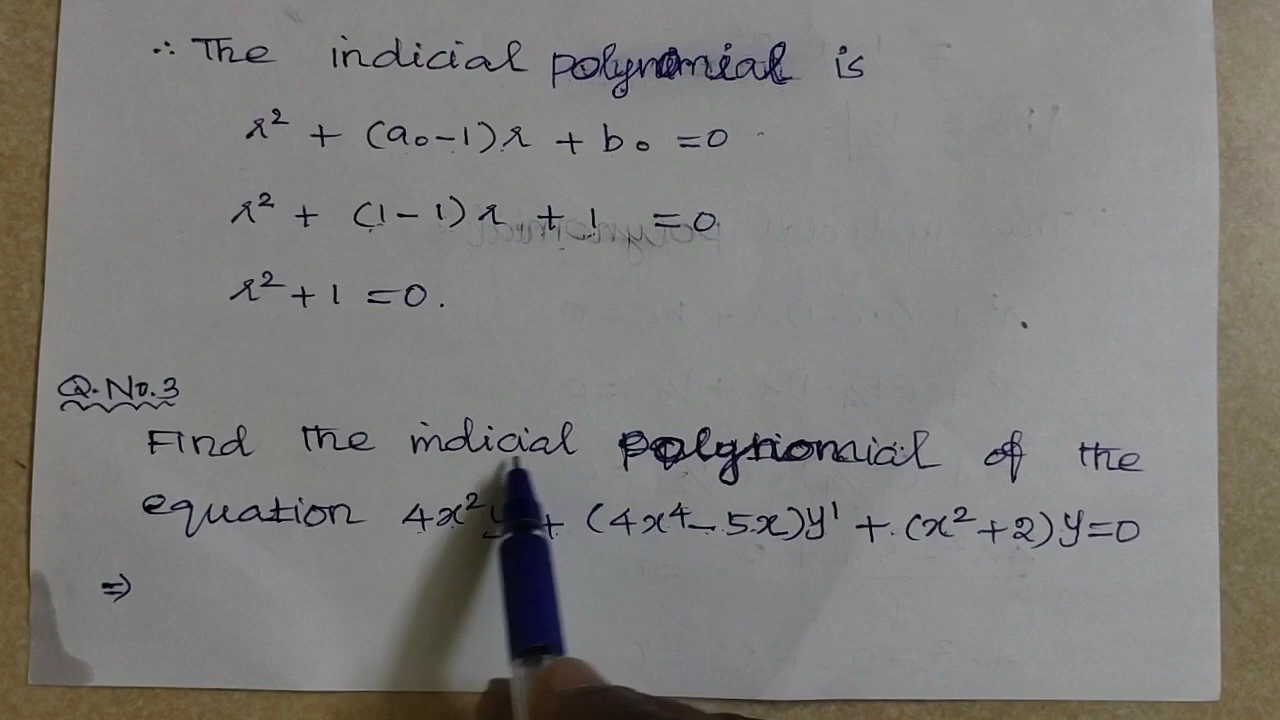 ∴ The indicial polynomial is
r² + (a₀-1)r + b₀ =0
r² + (1-1)r + 1 =0
r² + 1 =0.
Q.No.3
Find the indicial polynomial of the
equation 4x²y + (4x⁴-5x)y' + (x²+2)y=0
⇒